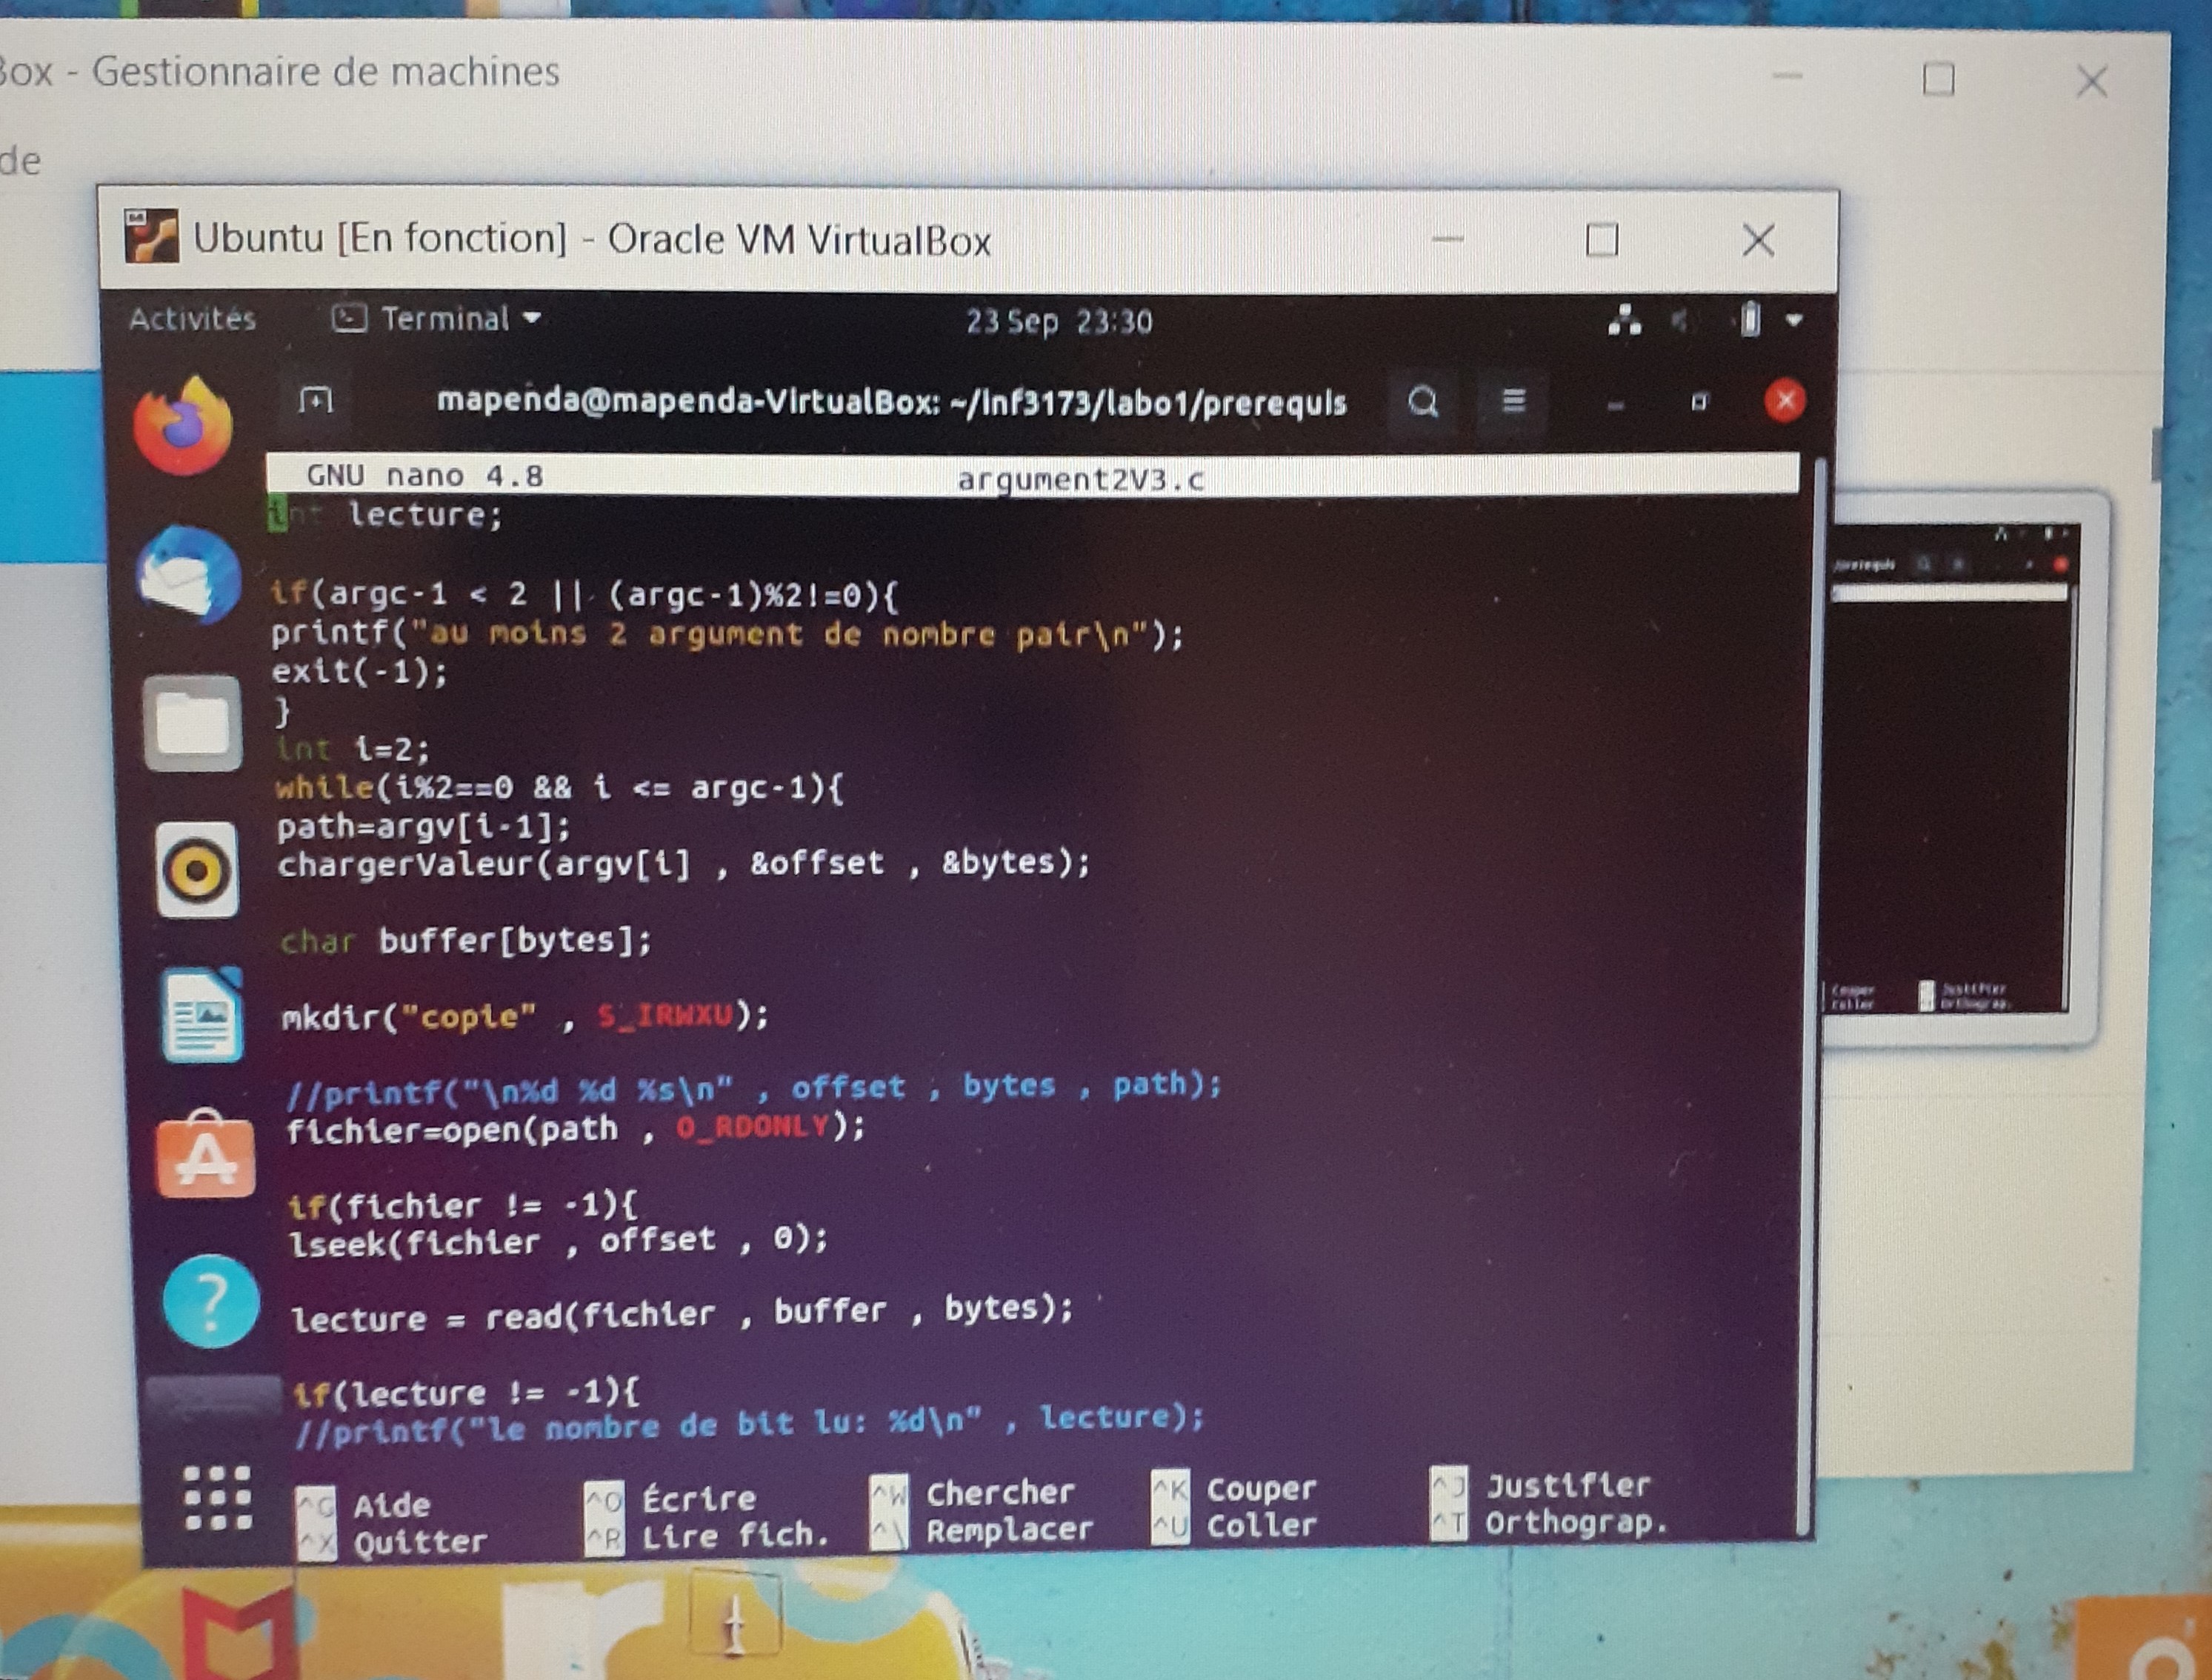 Box - Gestionnaire de machines
de
Ubuntu [En fonction] - Oracle VM VirtualBox
Activités Terminal 23 Sep 23:30
mapenda@mapenda-VirtualBox: ~/inf3173/labo1/prerequis
GNU nano 4.8 argument2V3.c
int lecture;
if(argc-1 < 2 || (argc-1)%2!=0){
printf("au moins 2 argument de nombre pair\n");
exit(-1);
}
int i=2;
while(i%2==0 && i <= argc-1){
path=argv[i-1];
chargerValeur(argv[i] , &offset , &bytes);
char buffer[bytes];
mkdir("copie" , S_IRWXU);
//printf("\n%d %d %s\n" , offset , bytes , path);
fichier=open(path , O_RDONLY);
if(fichier != -1){
lseek(fichier , offset , 0);
lecture = read(fichier , buffer , bytes);
if(lecture != -1){
//printf("le nombre de bit lu: %d\n" , lecture);
^G Aide ^O Écrire ^W Chercher ^K Couper ^J Justifier
^X Quitter ^R Lire fich. ^\ Remplacer ^U Coller ^T Orthograp.